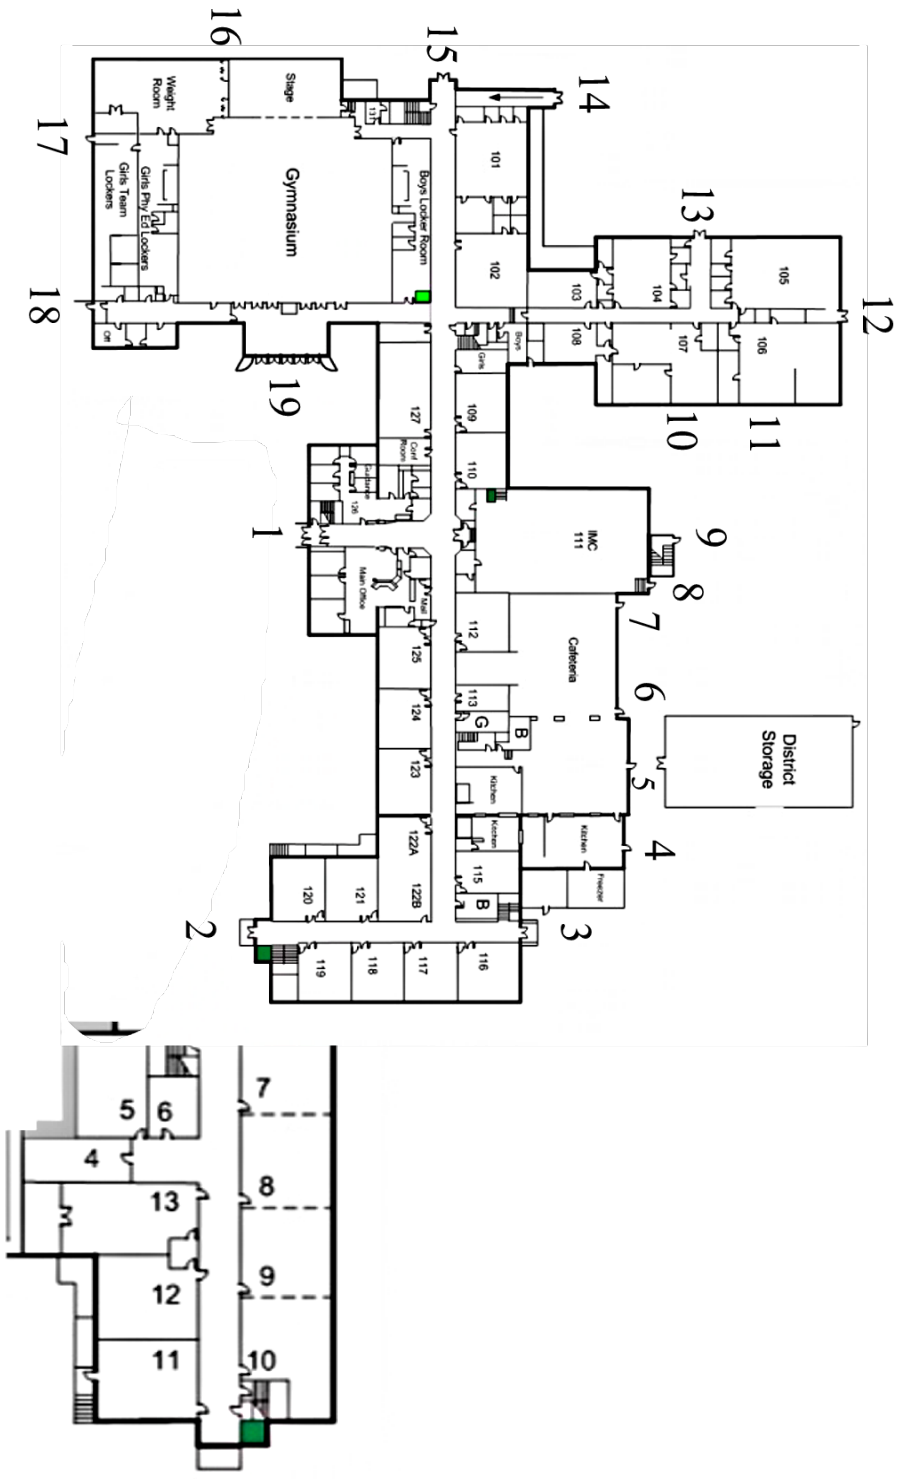 16
15
14
Weight
Room
Stage
131
101
17
Girls Team
Lockers
Girls Phy Ed Lockers
Gymnasium
Boys Locker Room
102
13
105
103
104
18
Off
12
108
107
106
Boys
Girls
19
127
109
10
11
Conf
Room
110
Guidance
126
1
IMC
111
9
8
Main Office
Mail
7
125
112
Cafeteria
6
124
113
G
B
District
Storage
123
Kitchen
5
122A
Kitchen
Kitchen
4
120
121
122B
115
B
Freezer
2
3
119
118
117
116
7
5
6
4
8
13
9
12
11
10